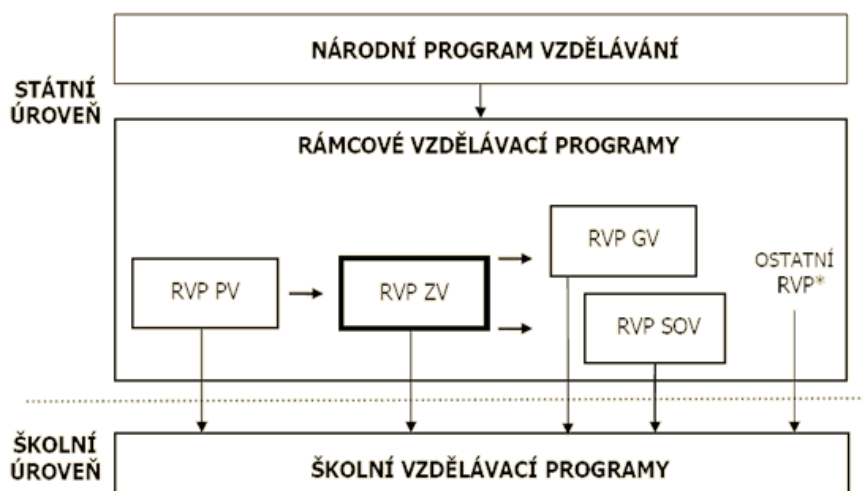 NÁRODNÍ PROGRAM VZDĚLÁVÁNÍ
STÁTNÍ
ÚROVEŇ
RÁMCOVÉ VZDĚLÁVACÍ PROGRAMY
RVP PV
RVP ZV
RVP GV
RVP SOV
OSTATNÍ
RVP*
ŠKOLNÍ
ÚROVEŇ
ŠKOLNÍ VZDĚLÁVACÍ PROGRAMY